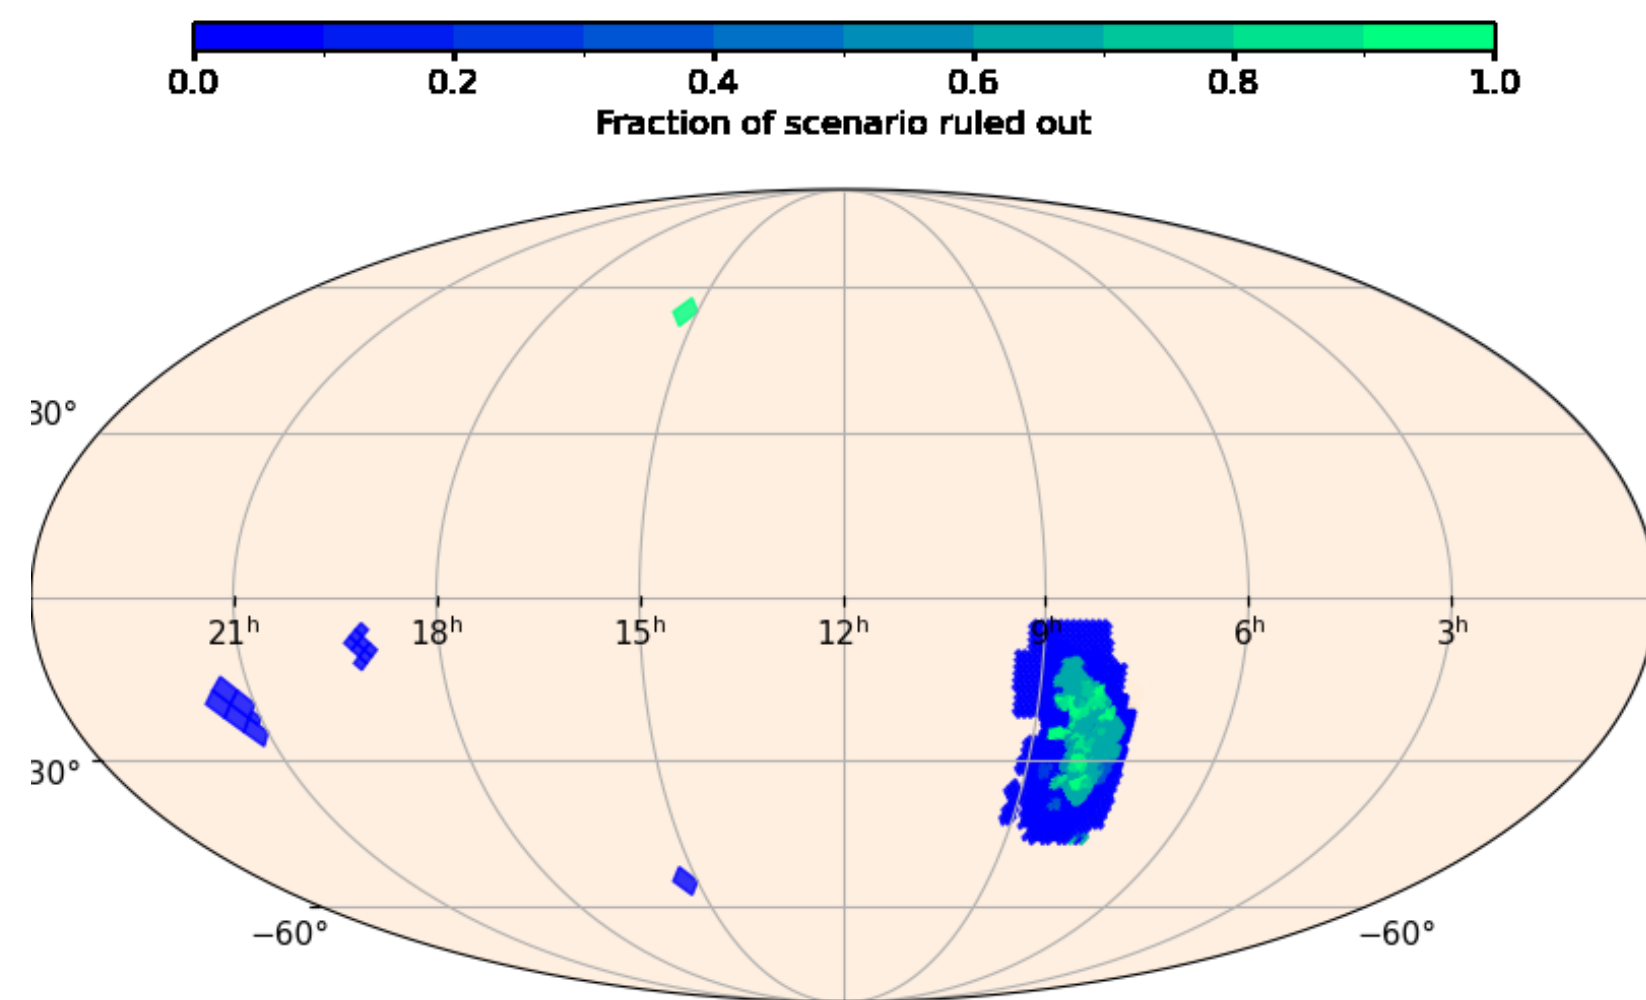 0.0 0.2 0.4 0.6 0.8 1.0
Fraction of scenario ruled out
30°
21ʰ 18ʰ 15ʰ 12ʰ 9ʰ 6ʰ 3ʰ
30°
−60° −60°